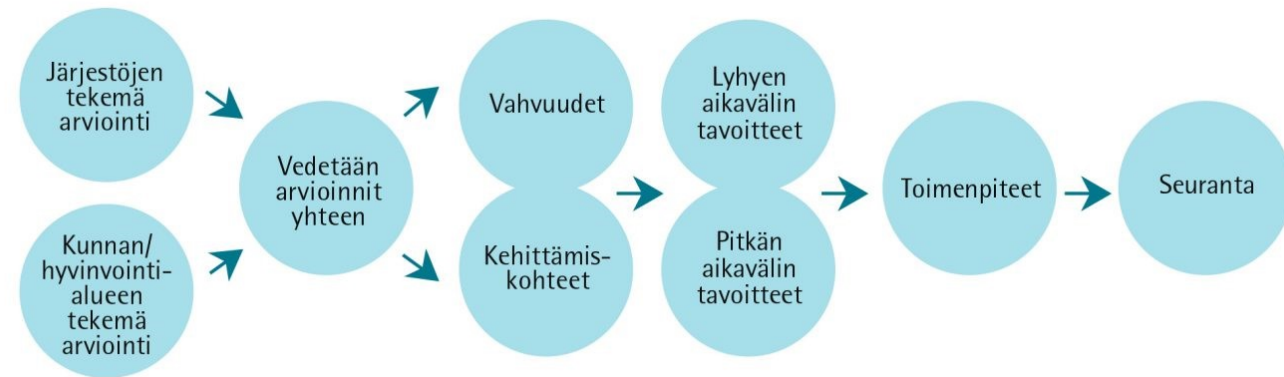 Järjestöjen
tekemä
arviointi
Kunnan/
hyvinvointi-
alueen
tekemä
arviointi
Vedetään
arvioinnit
yhteen
Vahvuudet
Kehittämis-
kohteet
Lyhyen
aikavälin
tavoitteet
Pitkän
aikavälin
tavoitteet
Toimenpiteet
Seuranta